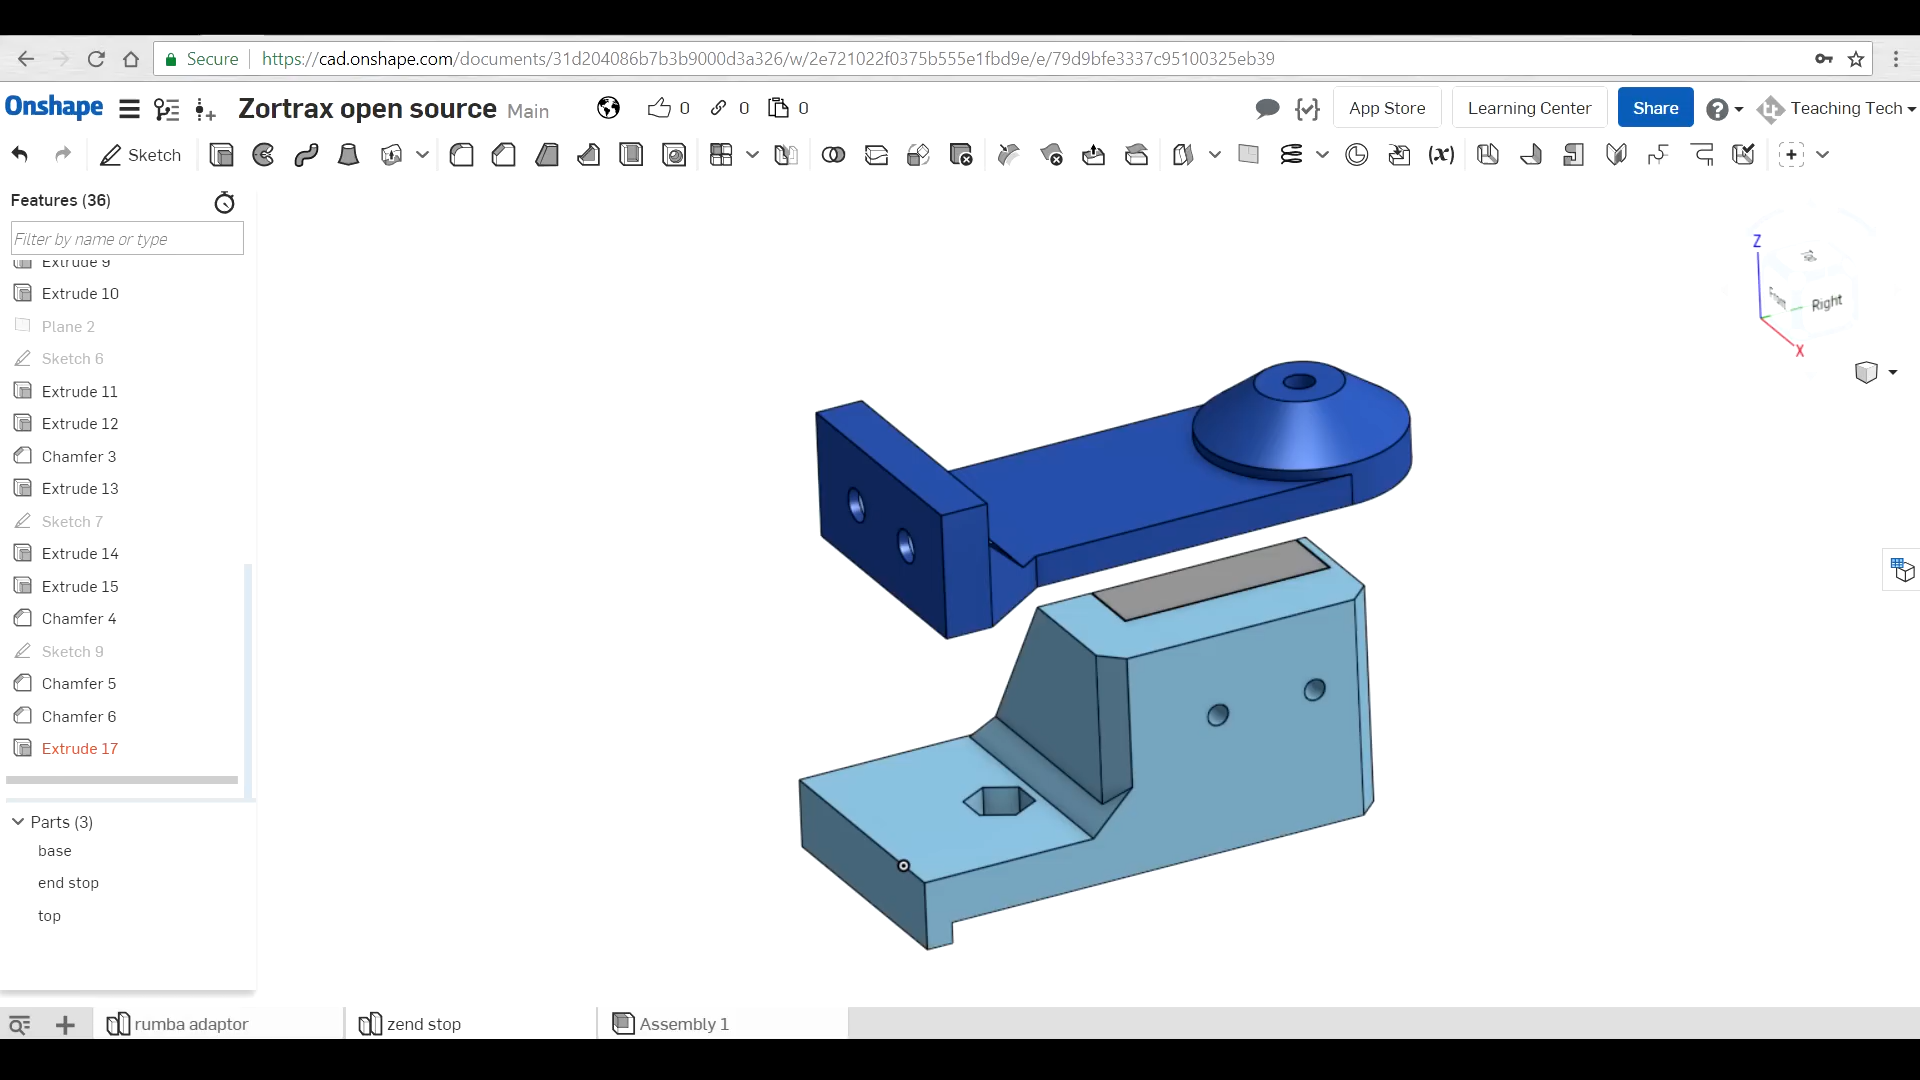 Secure https://cad.onshape.com/documents/31d204086b7b3b9000d3a326/w/2e721022f0375b555e1fbd9e/e/79d9bfe3337c95100325eb39
Onshape Zortrax open source Main 0 0 0 App Store Learning Center Share Teaching Tech
Sketch (x)
Features (36)
Filter by name or type
Extrude 9
Extrude 10
Plane 2
Sketch 6
Extrude 11
Extrude 12
Chamfer 3
Extrude 13
Sketch 7
Extrude 14
Extrude 15
Chamfer 4
Sketch 9
Chamfer 5
Chamfer 6
Extrude 17
Parts (3)
base
end stop
top
Z
Front Right
X
rumba adaptor zend stop Assembly 1